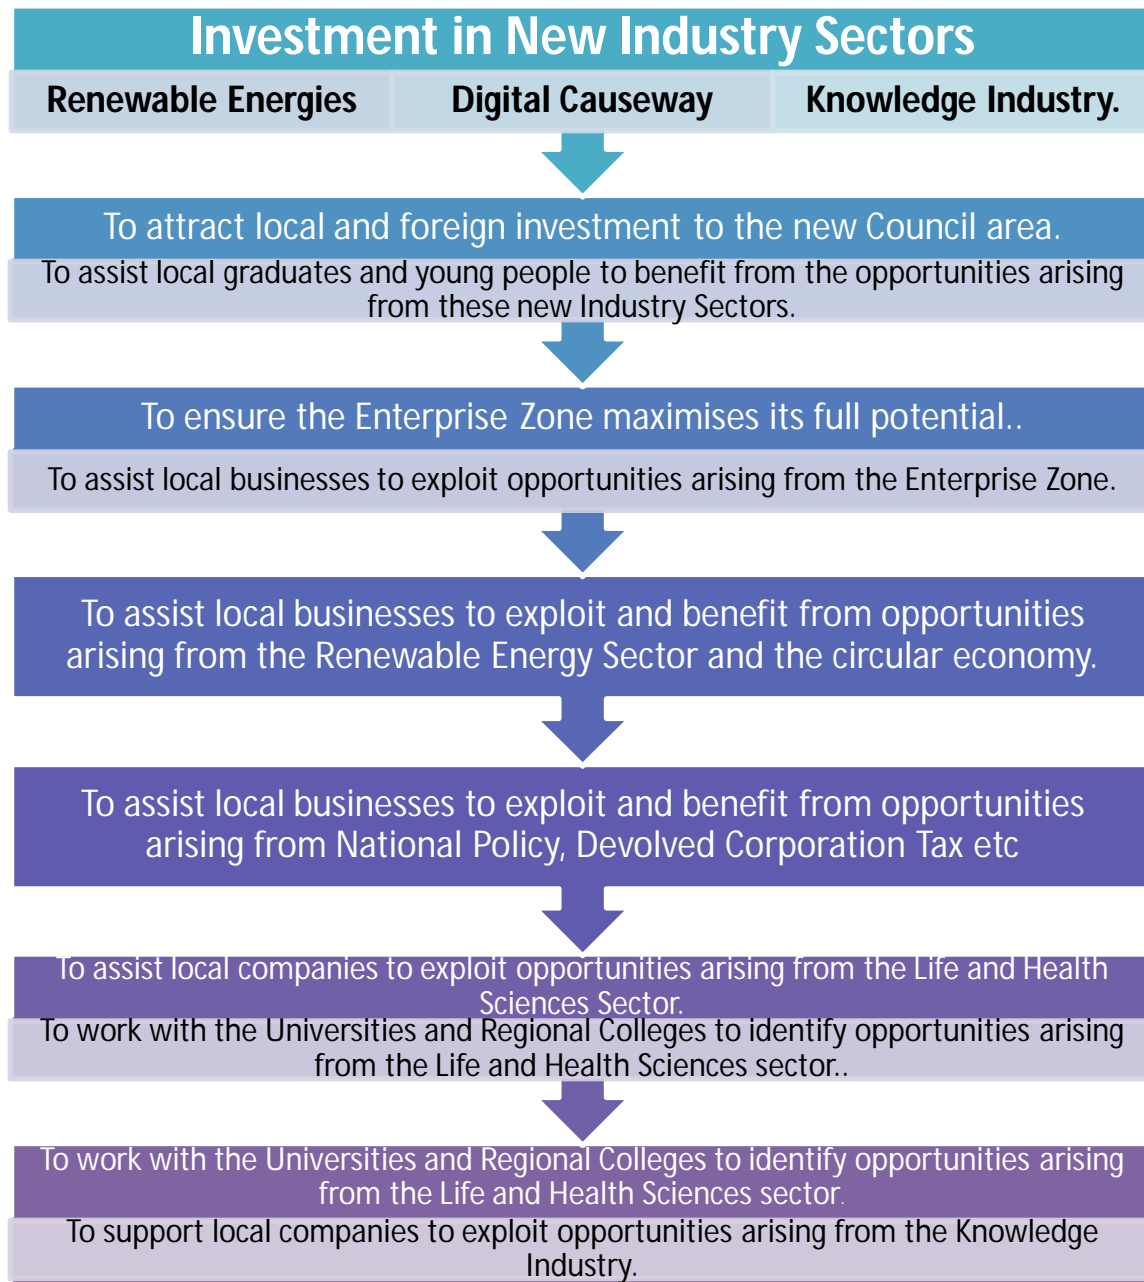 Investment in New Industry Sectors
Renewable Energies
Digital Causeway
Knowledge Industry.
To attract local and foreign investment to the new Council area.
To assist local graduates and young people to benefit from the opportunities arising
from these new Industry Sectors.
To ensure the Enterprise Zone maximises its full potential..
To assist local businesses to exploit opportunities arising from the Enterprise Zone.
To assist local businesses to exploit and benefit from opportunities
arising from the Renewable Energy Sector and the circular economy.
To assist local businesses to exploit and benefit from opportunities
arising from National Policy, Devolved Corporation Tax etc
To assist local companies to exploit opportunities arising from the Life and Health
Sciences Sector.
To work with the Universities and Regional Colleges to identify opportunities arising
from the Life and Health Sciences sector..
To work with the Universities and Regional Colleges to identify opportunities arising
from the Life and Health Sciences sector.
To support local companies to exploit opportunities arising from the Knowledge
Industry.